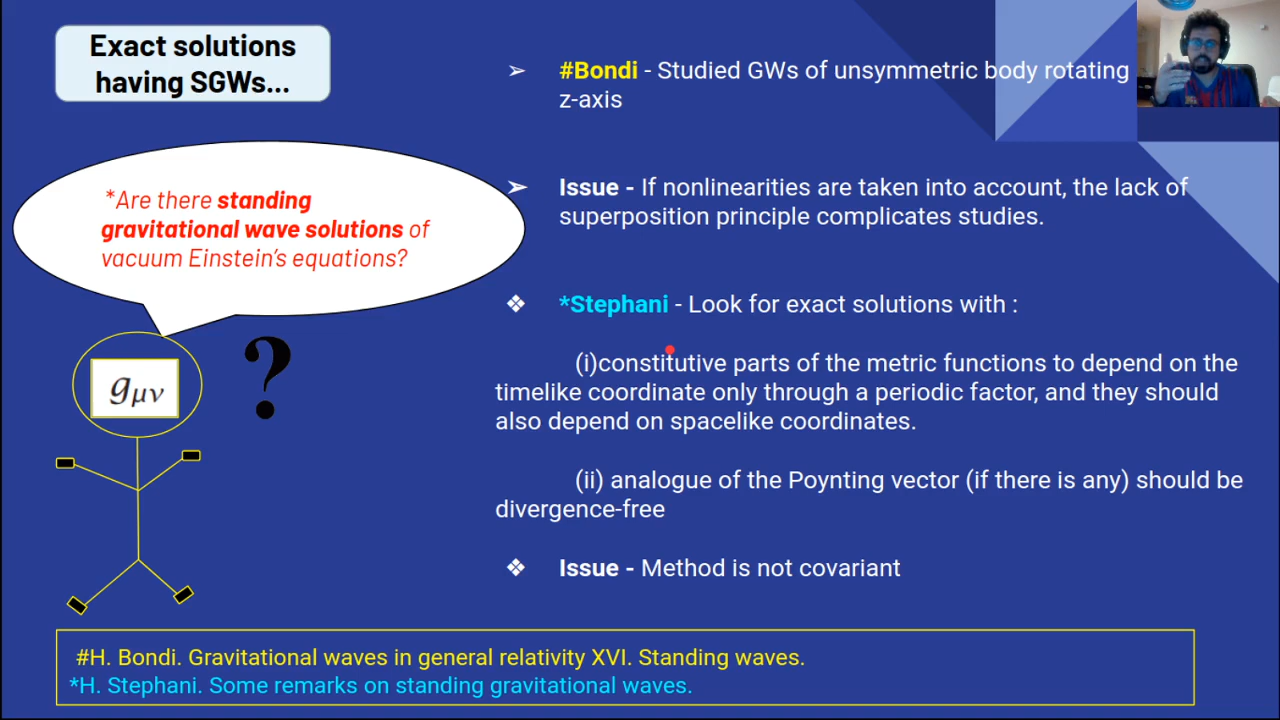 Exact solutions
having SGWs...
*Are there standing
gravitational wave solutions of
vacuum Einstein's equations?
gμν
?
➢ #Bondi - Studied GWs of unsymmetric body rotating
z-axis
➢ Issue - If nonlinearities are taken into account, the lack of
superposition principle complicates studies.
❖ *Stephani - Look for exact solutions with :
(i)constitutive parts of the metric functions to depend on the
timelike coordinate only through a periodic factor, and they should
also depend on spacelike coordinates.
(ii) analogue of the Poynting vector (if there is any) should be
divergence-free
❖ Issue - Method is not covariant
#H. Bondi. Gravitational waves in general relativity XVI. Standing waves.
*H. Stephani. Some remarks on standing gravitational waves.